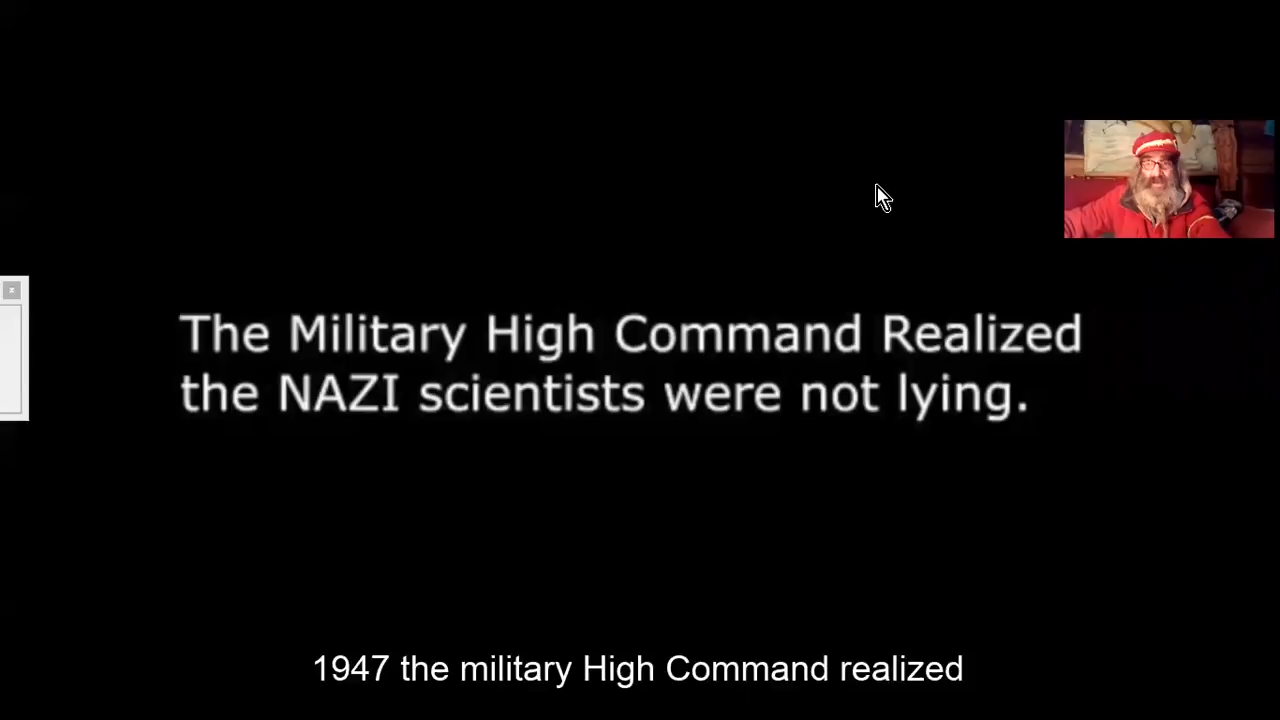 The Military High Command Realized
the NAZI scientists were not lying.
1947 the military High Command realized